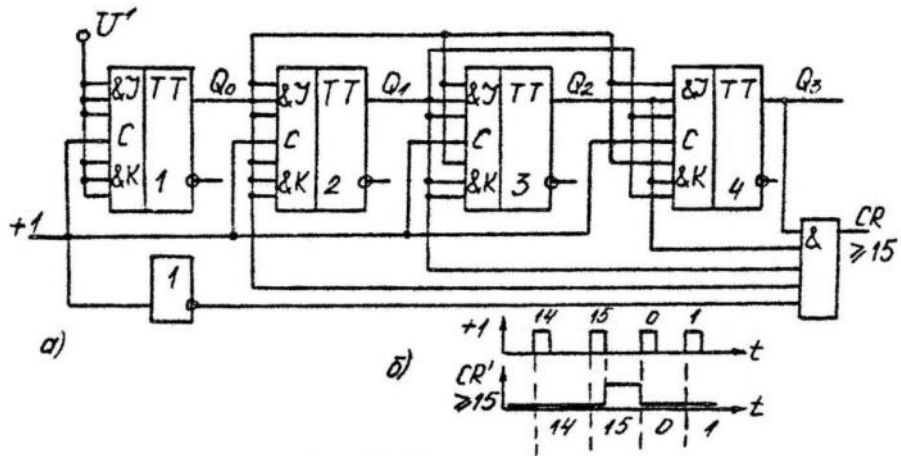 U¹
&J TT Q₀ &J TT Q₁ &J TT Q₂ &J TT Q₃
C C C C
&K 1 &K 2 &K 3 &K 4
+1
& CR
≥15
1
а)
б)
+1 14 15 0 1 t
CR' ≥15 t
14 15 0 1